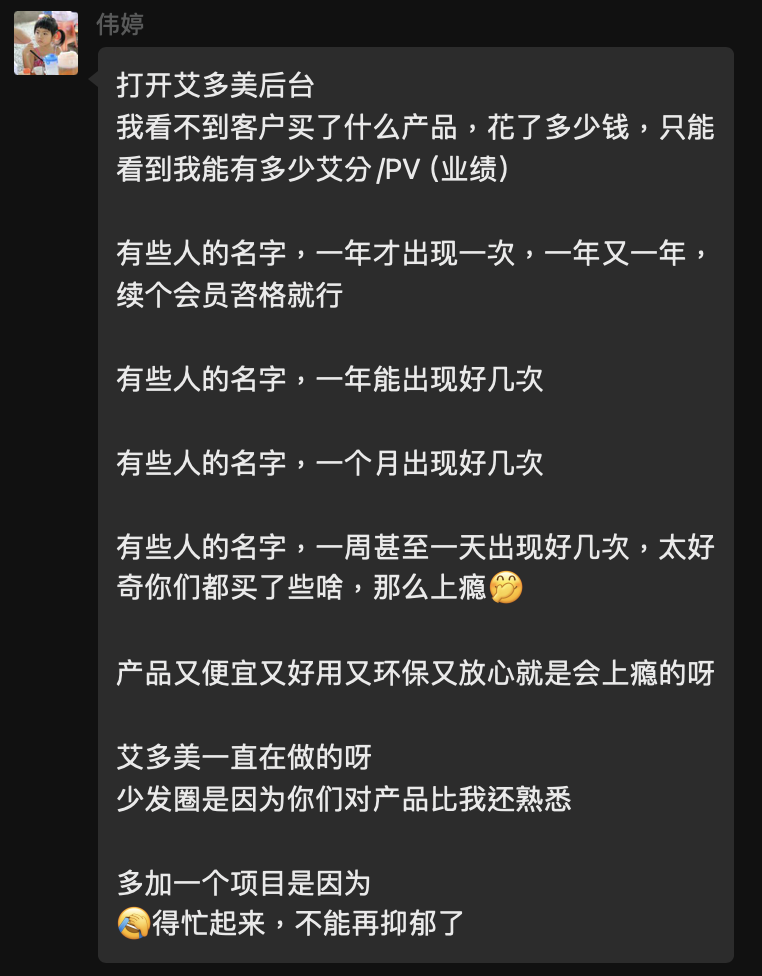 伟婷
打开艾多美后台
我看不到客户买了什么产品，花了多少钱，只能
看到我能有多少艾分/PV（业绩）
有些人的名字，一年才出现一次，一年又一年，
续个会员咨格就行
有些人的名字，一年能出现好几次
有些人的名字，一个月出现好几次
有些人的名字，一周甚至一天出现好几次，太好
奇你们都买了些啥，那么上瘾🤭
产品又便宜又好用又环保又放心就是会上瘾的呀
艾多美一直在做的呀
少发圈是因为你们对产品比我还熟悉
多加一个项目是因为
🤣得忙起来，不能再抑郁了